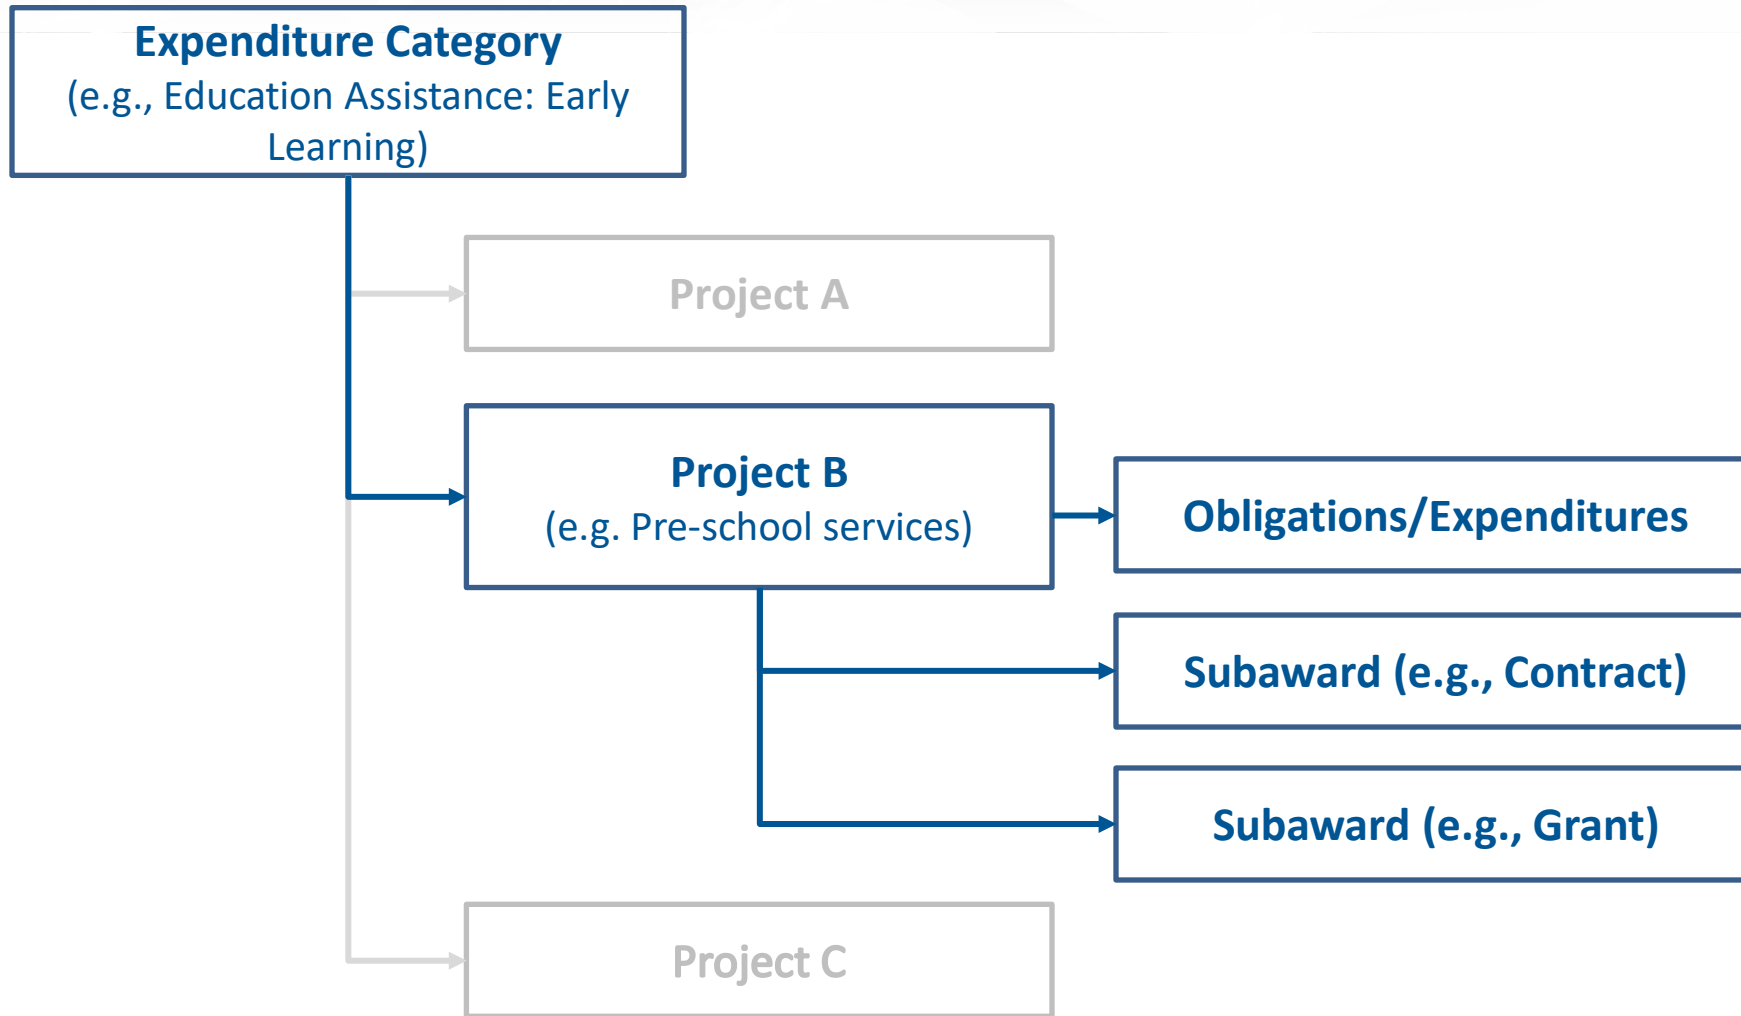 Expenditure Category
(e.g., Education Assistance: Early
Learning)
Project A
Project B
(e.g. Pre-school services)
Obligations/Expenditures
Subaward (e.g., Contract)
Subaward (e.g., Grant)
Project C